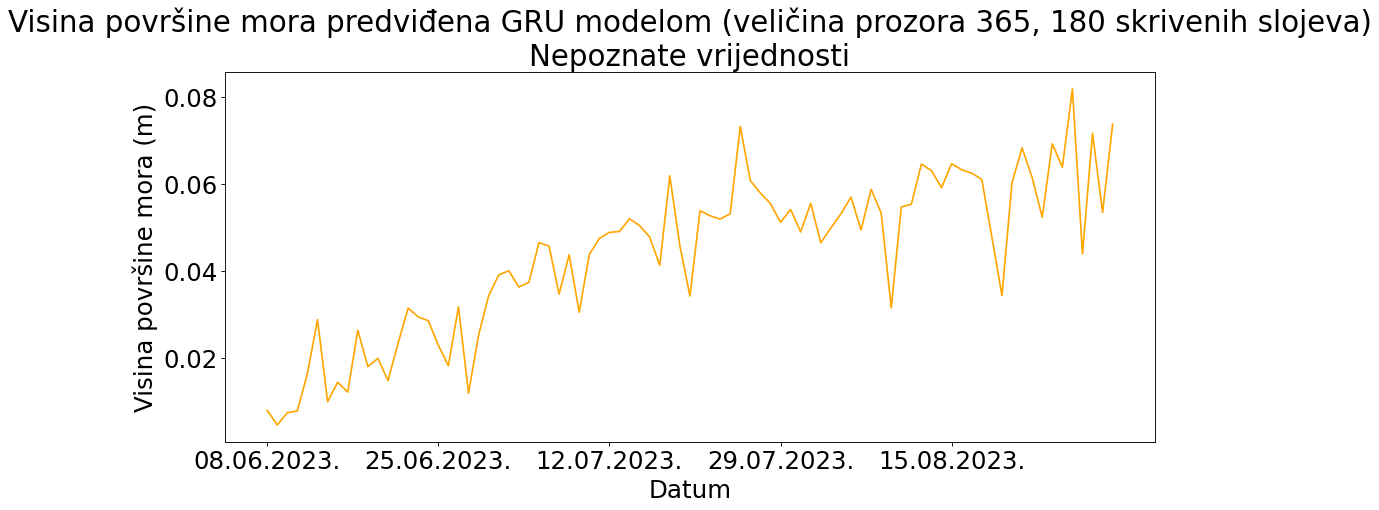 Visina površine mora predviđena GRU modelom (veličina prozora 365, 180 skrivenih slojeva)
Nepoznate vrijednosti
Visina površine mora (m)
0.08
0.06
0.04
0.02
08.06.2023. 25.06.2023. 12.07.2023. 29.07.2023. 15.08.2023.
Datum